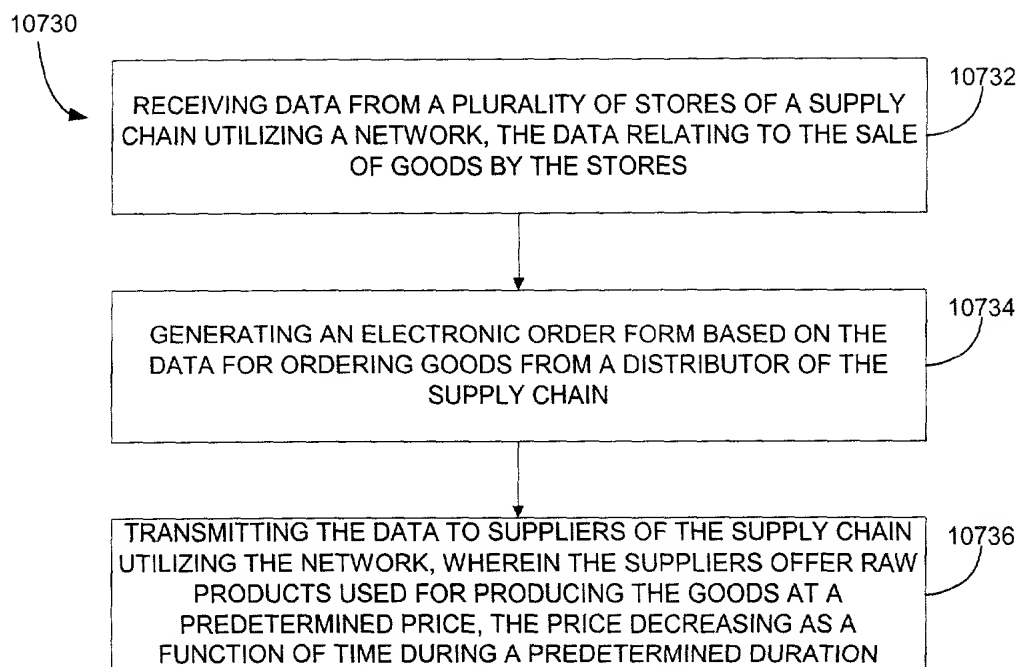 10730
10732
RECEIVING DATA FROM A PLURALITY OF STORES OF A SUPPLY
CHAIN UTILIZING A NETWORK, THE DATA RELATING TO THE SALE
OF GOODS BY THE STORES
10734
GENERATING AN ELECTRONIC ORDER FORM BASED ON THE
DATA FOR ORDERING GOODS FROM A DISTRIBUTOR OF THE
SUPPLY CHAIN
10736
TRANSMITTING THE DATA TO SUPPLIERS OF THE SUPPLY CHAIN
UTILIZING THE NETWORK, WHEREIN THE SUPPLIERS OFFER RAW
PRODUCTS USED FOR PRODUCING THE GOODS AT A
PREDETERMINED PRICE, THE PRICE DECREASING AS A
FUNCTION OF TIME DURING A PREDETERMINED DURATION